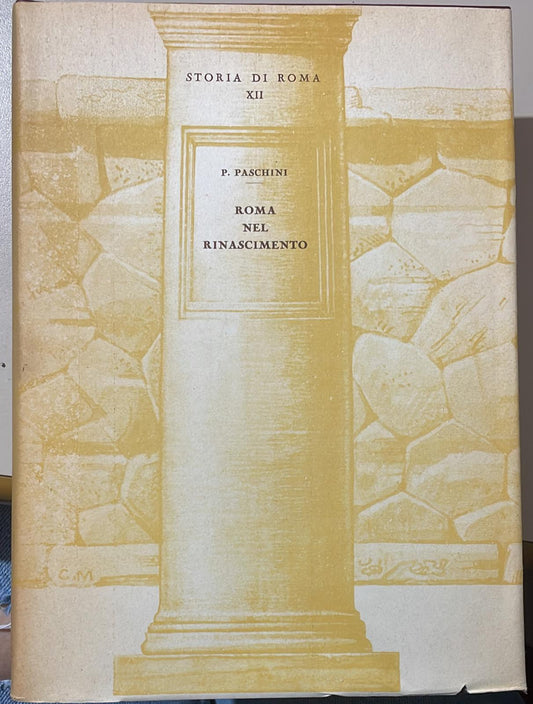 STORIA DI ROMA
XII
P. PASCHINI
ROMA
NEL
RINASCIMENTO
C.M